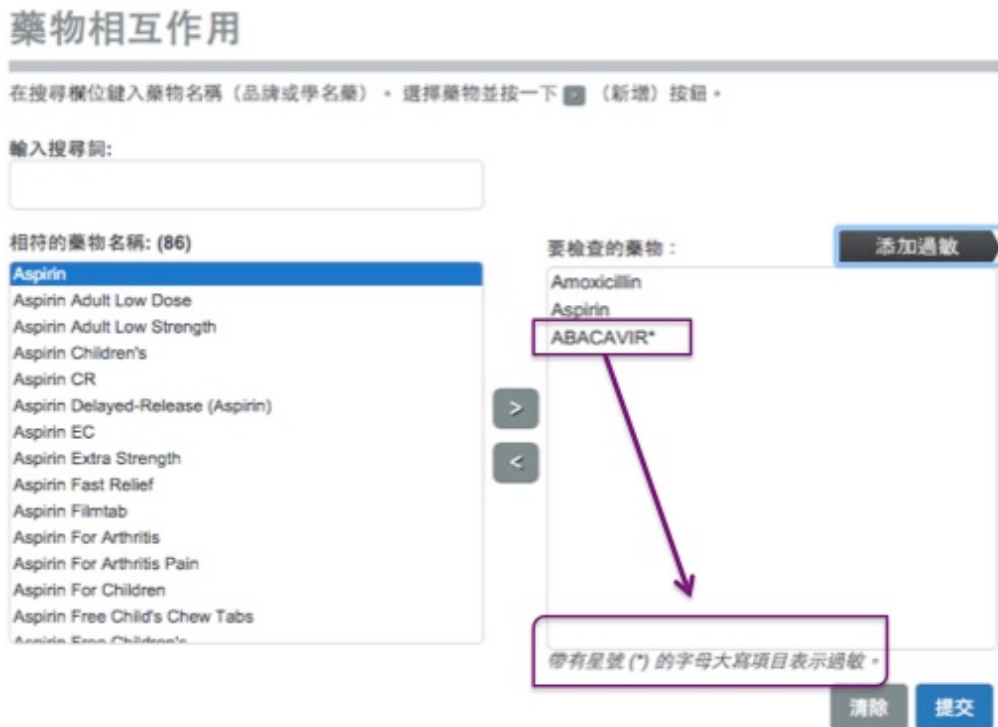 藥物相互作用
在搜尋欄位鍵入藥物名稱（品牌或學名藥）。選擇藥物並按一下 > （新增）按鈕。
輸入搜尋詞:
相符的藥物名稱: (86)
Aspirin
Aspirin Adult Low Dose
Aspirin Adult Low Strength
Aspirin Children's
Aspirin CR
Aspirin Delayed-Release (Aspirin)
Aspirin EC
Aspirin Extra Strength
Aspirin Fast Relief
Aspirin Filmtab
Aspirin For Arthritis
Aspirin For Arthritis Pain
Aspirin For Children
Aspirin Free Child's Chew Tabs
Aspirin Free Children's
>
<
要檢查的藥物：
添加過敏
Amoxicillin
Aspirin
ABACAVIR*
帶有星號 (*) 的字母大寫項目表示過敏。
清除
提交